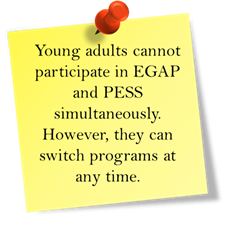 Young adults cannot
participate in EGAP
and PESS
simultaneously.
However, they can
switch programs at
any time.